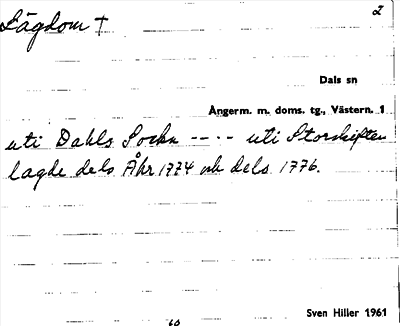 Lägdom † 2
Dals sn
Ångerm. m. doms. tg., Västern. 1
uti Dahls Sockn ---.- uti Storskiften
lagde dels Åhr 1774 och dels 1776.
Sven Hiller 1961
60